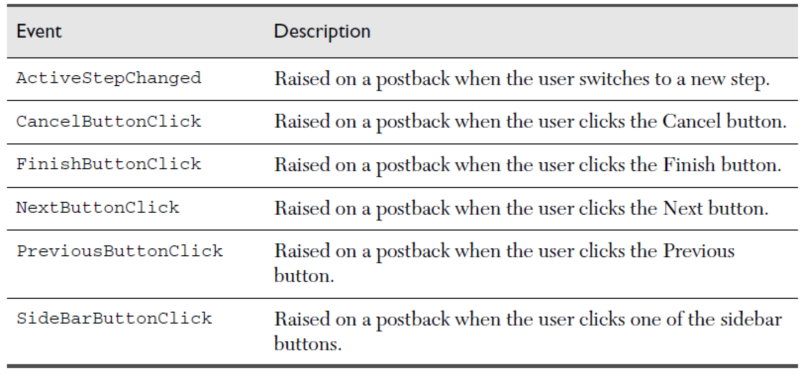 Event Description
ActiveStepChanged Raised on a postback when the user switches to a new step.
CancelButtonClick Raised on a postback when the user clicks the Cancel button.
FinishButtonClick Raised on a postback when the user clicks the Finish button.
NextButtonClick Raised on a postback when the user clicks the Next button.
PreviousButtonClick Raised on a postback when the user clicks the Previous
button.
SideBarButtonClick Raised on a postback when the user clicks one of the sidebar
buttons.